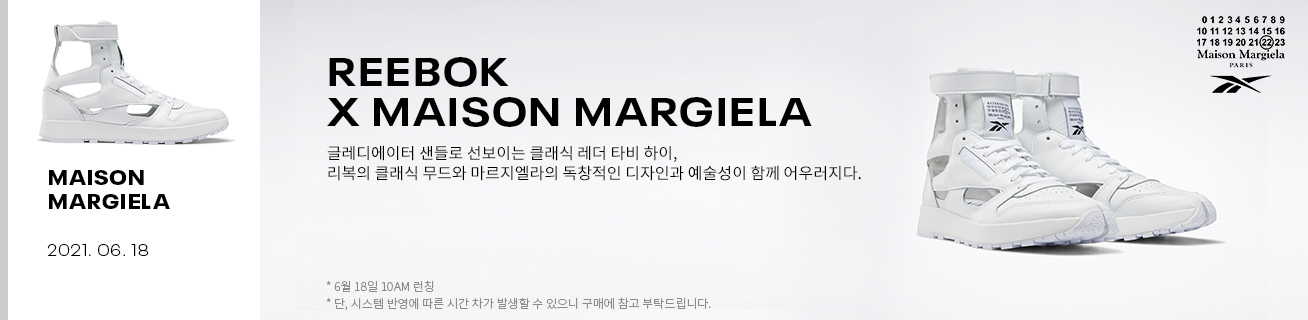 MAISON
MARGIELA
2021. 06. 18
REEBOK
X MAISON MARGIELA
글레디에이터 샌들로 선보이는 클래식 레더 타비 하이,
리복의 클래식 무드와 마르지엘라의 독창적인 디자인과 예술성이 함께 어우러지다.
* 6월 18일 10AM 런칭
* 단, 시스템 반영에 따른 시간 차가 발생할 수 있으니 구매에 참고 부탁드립니다.
0 1 2 3 4 5 6 7 8 9
10 11 12 13 14 15 16
17 18 19 20 21 22 23
Maison Margiela
PARIS